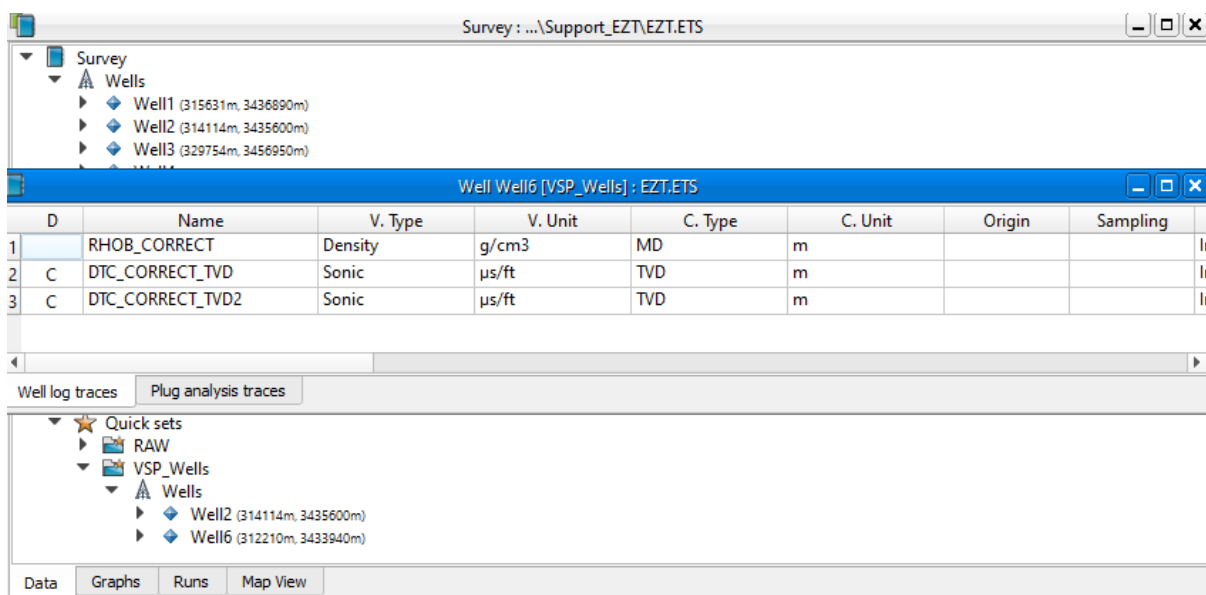 Survey : ...\Support_EZT\EZT.ETS
Survey
Wells
Well1 (315631m, 3436890m)
Well2 (314114m, 3435600m)
Well3 (329754m, 3456950m)
Well Well6 [VSP_Wells] : EZT.ETS
D Name V. Type V. Unit C. Type C. Unit Origin Sampling
1 RHOB_CORRECT Density g/cm3 MD m
2 C DTC_CORRECT_TVD Sonic µs/ft TVD m
3 C DTC_CORRECT_TVD2 Sonic µs/ft TVD m
Well log traces Plug analysis traces
Quick sets
RAW
VSP_Wells
Wells
Well2 (314114m, 3435600m)
Well6 (312210m, 3433940m)
Data Graphs Runs Map View